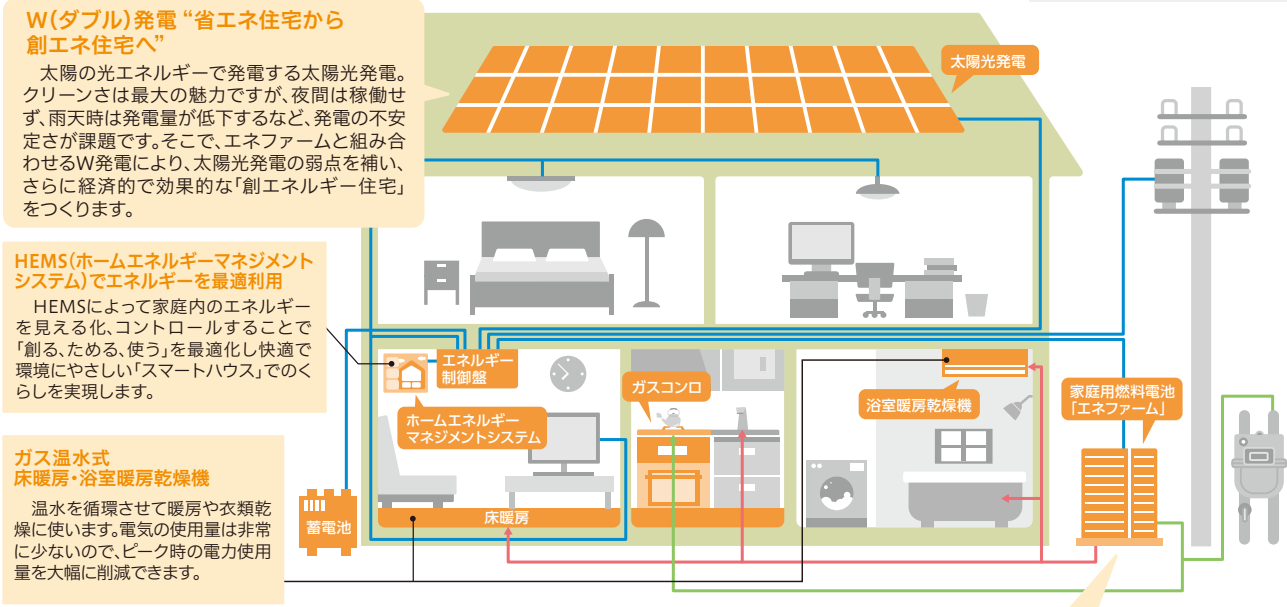 W(ダブル)発電 “省エネ住宅から
創エネ住宅へ”
太陽の光エネルギーで発電する太陽光発電。
クリーンさは最大の魅力ですが、夜間は稼働せ
ず、雨天時は発電量が低下するなど、発電の不安
定さが課題です。そこで、エネファームと組み合
わせるW発電により、太陽光発電の弱点を補い、
さらに経済的で効果的な「創エネルギー住宅」
をつくります。
太陽光発電
HEMS(ホームエネルギーマネジメント
システム)でエネルギーを最適利用
HEMSによって家庭内のエネルギー
を見える化、コントロールすることで
「創る、ためる、使う」を最適化し快適で
環境にやさしい「スマートハウス」でのく
らしを実現します。
エネルギー
制御盤
ホームエネルギー
マネジメントシステム
ガスコンロ
浴室暖房乾燥機
家庭用燃料電池
「エネファーム」
ガス温水式
床暖房・浴室暖房乾燥機
温水を循環させて暖房や衣類乾
燥に使います。電気の使用量は非常
に少ないので、ピーク時の電力使用
量を大幅に削減できます。
蓄電池
床暖房